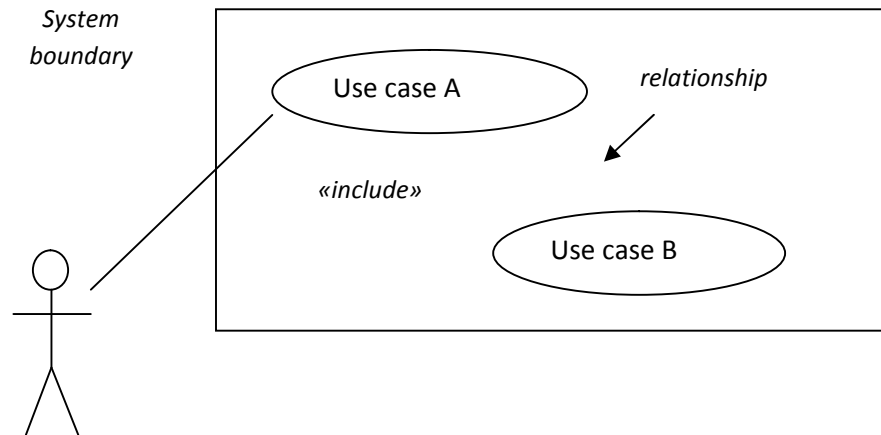 System
boundary
Use case A
relationship
«include»
Use case B